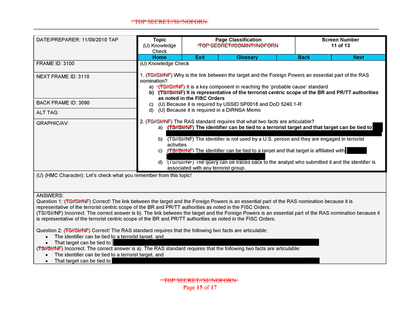 TOP SECRET//SI//NOFORN
DATE/PREPARER: 11/09/2010 TAP
Topic
(U) Knowledge
Check
Page Classification
TOP SECRET//COMINT//NOFORN
Screen Number
11 of 13
Home Exit Glossary Back Next
FRAME ID: 3100
(U) Knowledge Check
NEXT FRAME ID: 3110
1. (TS//SI//NF) Why is the link between the target and the Foreign Powers an essential part of the RAS
nomination?
a) (TS//SI//NF) It is a key component in reaching the 'probable cause' standard
b) (TS//SI//NF) It is representative of the terrorist centric scope of the BR and PR/TT authorities
as noted in the FISC Orders
BACK FRAME ID: 3090
c) (U) Because it is required by USSID SP0018 and DoD 5240.1-R
ALT TAG:
d) (U) Because it is a DIRNSA Memo
GRAPHIC/AV:
2. (TS//SI//NF) The RAS standard requires that what two facts are articulable?
a) (TS//SI//NF) The identifier can be tied to a terrorist target and that target can be tied to
b) (TS//SI//NF) The identifier is not used by a U.S. person and they are engaged in terrorist
activities
c) (TS//SI//NF) The identifier can be tied to a target and that target is affiliated with
d) (TS//SI//NF) The query can be traced back to the analyst who submitted it and the identifier is
associated with any terrorist group.
(U) (HMC Character): Let's check what you remember from this topic!
ANSWERS:
Question 1: (TS//SI//NF) Correct! The link between the target and the Foreign Powers is an essential part of the RAS nomination because it is
representative of the terrorist centric scope of the BR and PR/TT authorities as noted in the FISC Orders.
(TS//SI//NF) Incorrect. The correct answer is b). The link between the target and the Foreign Powers is an essential part of the RAS nomination because it
is representative of the terrorist centric scope of the BR and PR/TT authorities as noted in the FISC Orders.
Question 2: (TS//SI//NF) Correct! The RAS standard requires that the following two facts are articulable:
• The identifier can be tied to a terrorist target, and
• That target can be tied to
(TS//SI//NF) Incorrect. The correct answer is a). The RAS standard requires that the following two facts are articulable:
• The identifier can be tied to a terrorist target, and
• That target can be tied to
TOP SECRET//SI//NOFORN
Page 15 of 17